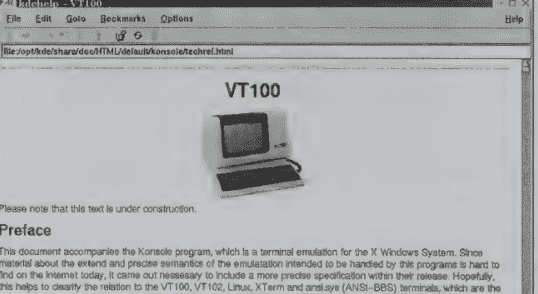 kdehelp - VT100
File Edit Goto Bookmarks Options Help
file:/opt/kde/share/doc/HTML/default/konsole/techref.html
VT100
Please note that this text is under construction.
Preface
This document accompanies the Konsole program, which is a terminal emulation for the X Windows System. Since
material about the extend and precise semantics of the emulatation intended to be handled by this programs is hard to
find on the Internet today, it came out nessesary to include a more precise specification within their release. Hopefully,
this helps to clearify the relation to the VT100, VT102, Linux, XTerm and ansi.sys (ANSI-BBS) terminals, which are the